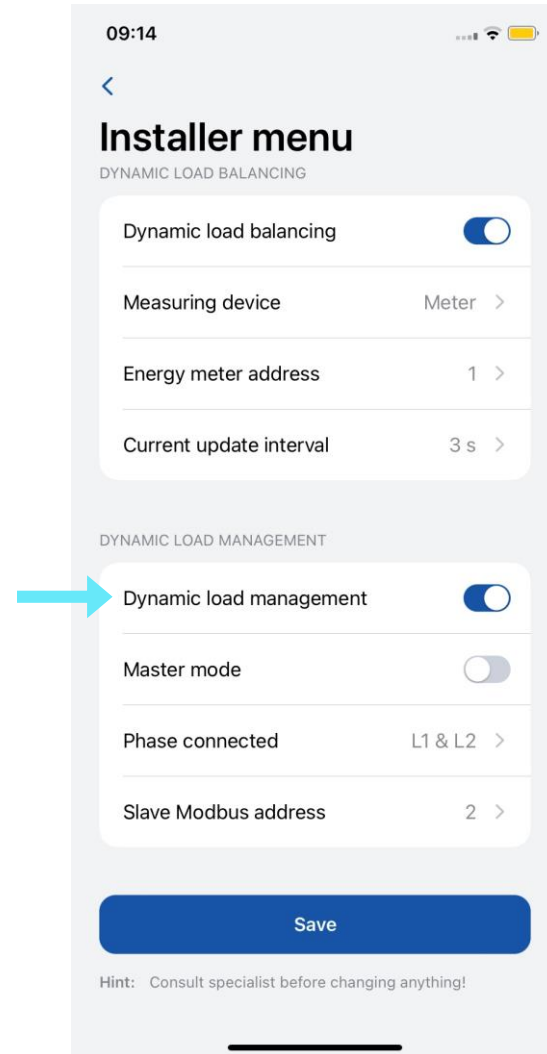 09:14
Installer menu
DYNAMIC LOAD BALANCING
Dynamic load balancing
Measuring device Meter
Energy meter address 1
Current update interval 3 s
DYNAMIC LOAD MANAGEMENT
Dynamic load management
Master mode
Phase connected L1 & L2
Slave Modbus address 2
Save
Hint: Consult specialist before changing anything!